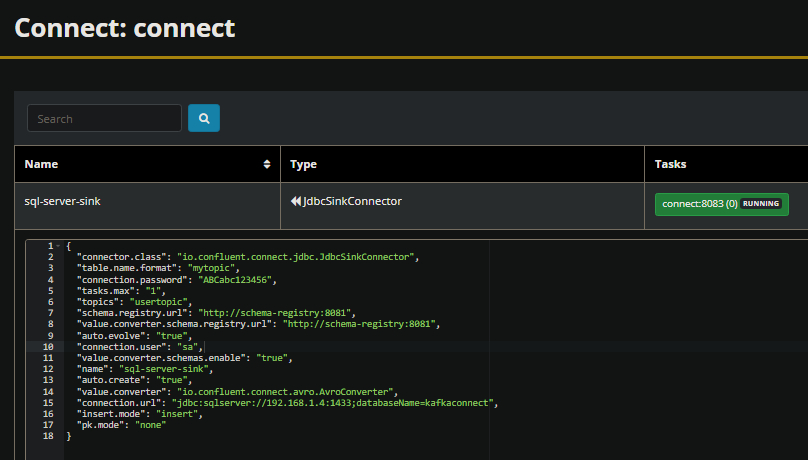 Connect: connect
Search
Name Type Tasks
sql-server-sink JdbcSinkConnector connect:8083 (0) RUNNING
1 {
2 "connector.class": "io.confluent.connect.jdbc.JdbcSinkConnector",
3 "table.name.format": "mytopic",
4 "connection.password": "ABCabc123456",
5 "tasks.max": "1",
6 "topics": "usertopic",
7 "schema.registry.url": "http://schema-registry:8081",
8 "value.converter.schema.registry.url": "http://schema-registry:8081",
9 "auto.evolve": "true",
10 "connection.user": "sa",
11 "value.converter.schemas.enable": "true",
12 "name": "sql-server-sink",
13 "auto.create": "true",
14 "value.converter": "io.confluent.connect.avro.AvroConverter",
15 "connection.url": "jdbc:sqlserver://192.168.1.4:1433;databaseName=kafkaconnect",
16 "insert.mode": "insert",
17 "pk.mode": "none"
18 }